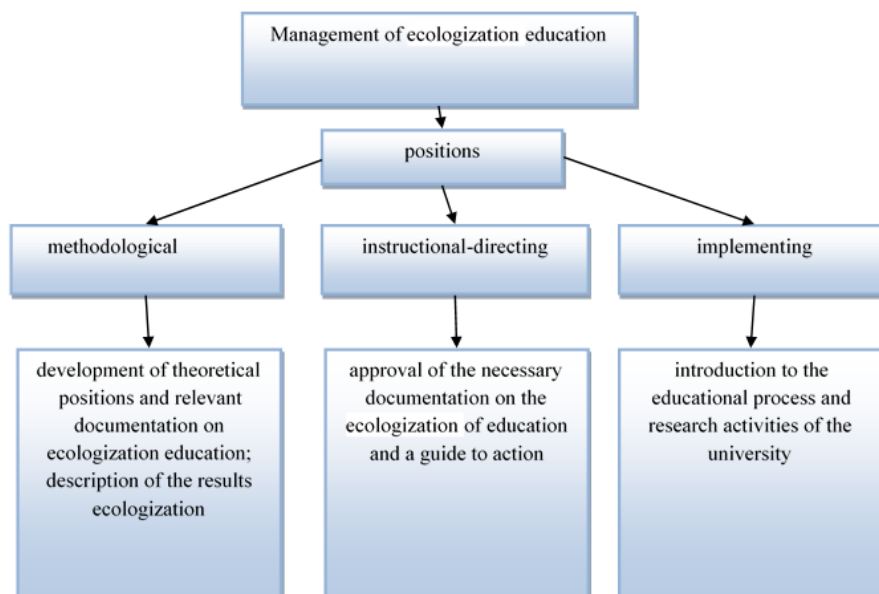 Management of ecologization education
positions
methodological
instructional-directing
implementing
development of theoretical
positions and relevant
documentation on
ecologization education;
description of the results
ecologization
approval of the necessary
documentation on the
ecologization of education
and a guide to action
introduction to the
educational process and
research activities of the
university